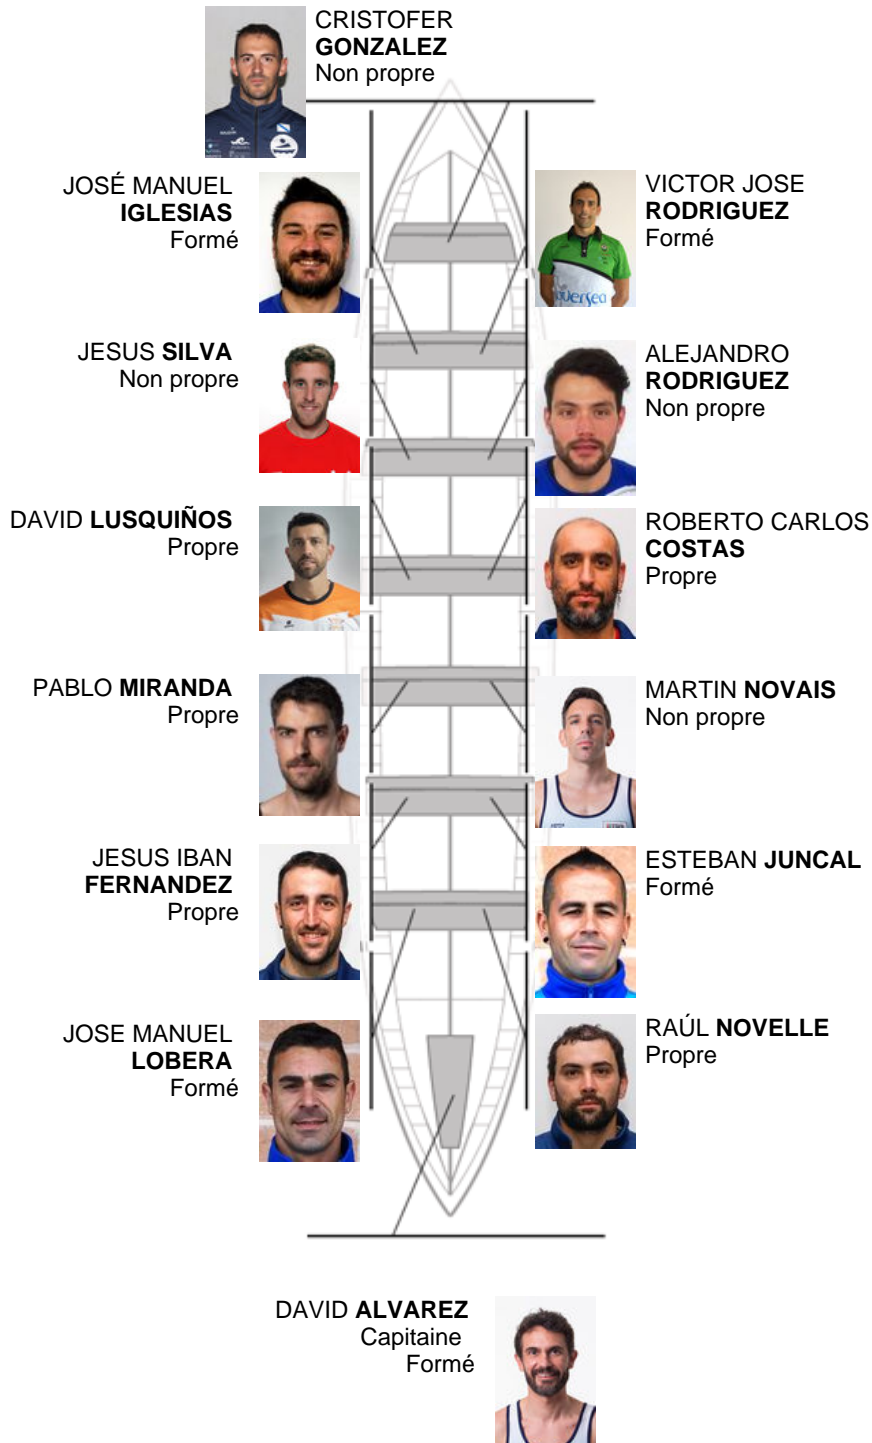 CRISTOFER
GONZALEZ
Non propre
JOSÉ MANUEL
IGLESIAS
Formé
VICTOR JOSE
RODRIGUEZ
Formé
JESUS SILVA
Non propre
ALEJANDRO
RODRIGUEZ
Non propre
DAVID LUSQUIÑOS
Propre
ROBERTO CARLOS
COSTAS
Propre
PABLO MIRANDA
Propre
MARTIN NOVAIS
Non propre
JESUS IBAN
FERNANDEZ
Propre
ESTEBAN JUNCAL
Formé
JOSE MANUEL
LOBERA
Formé
RAÚL NOVELLE
Propre
DAVID ALVAREZ
Capitaine
Formé